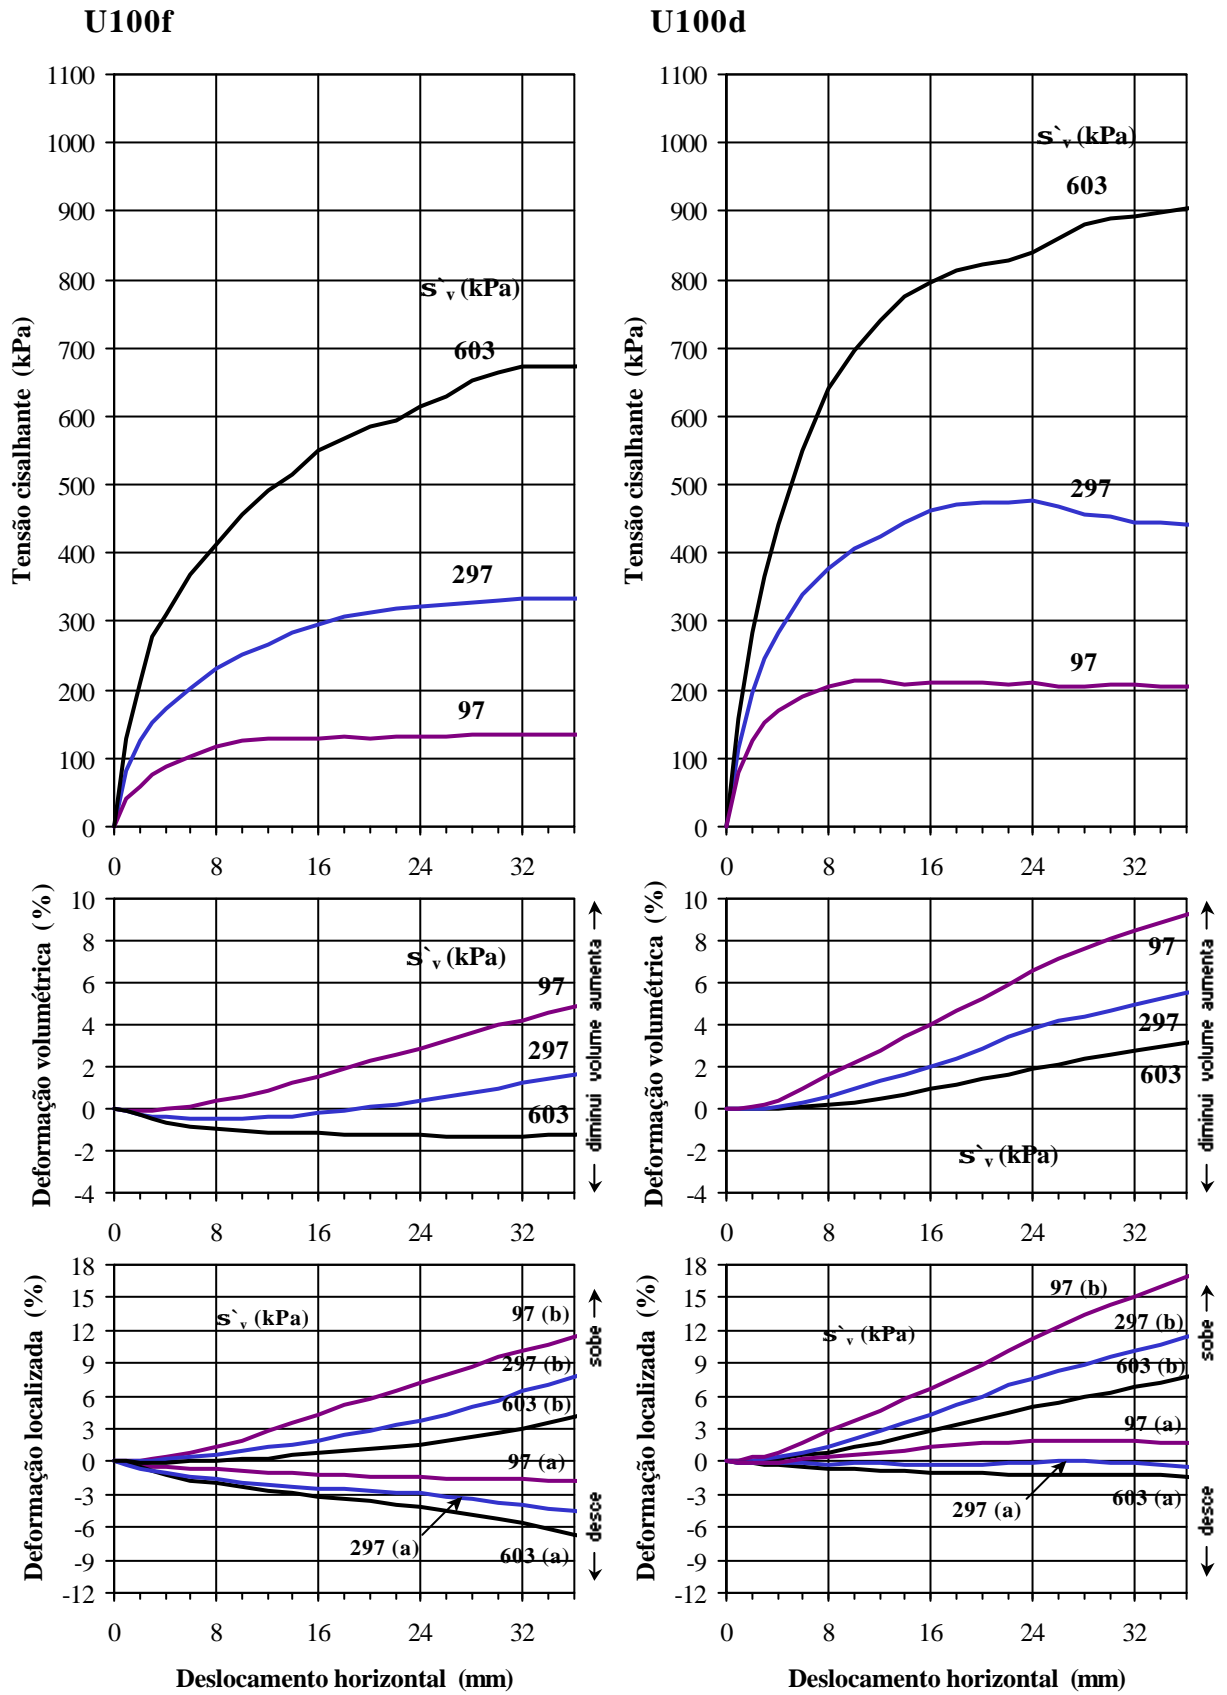 U100f
1100
1000
900
800
700
600
500
400
300
200
100
0
Tensão cisalhante (kPa)
s`v (kPa)
603
297
97
0 8 16 24 32
10
8
6
4
2
0
-2
-4
Deformação volumétrica (%)
s`v (kPa)
97
297
603
← diminui volume aumenta →
0 8 16 24 32
18
15
12
9
6
3
0
-3
-6
-9
-12
Deformação localizada (%)
s`v (kPa)
97 (b)
297 (b)
603 (b)
97 (a)
297 (a)
603 (a)
sobe →
← desce
0 8 16 24 32
Deslocamento horizontal (mm)
U100d
1100
1000
900
800
700
600
500
400
300
200
100
0
Tensão cisalhante (kPa)
s`v (kPa)
603
297
97
0 8 16 24 32
10
8
6
4
2
0
-2
-4
Deformação volumétrica (%)
97
297
603
s`v (kPa)
← diminui volume aumenta →
0 8 16 24 32
18
15
12
9
6
3
0
-3
-6
-9
-12
Deformação localizada (%)
s`v (kPa)
97 (b)
297 (b)
603 (b)
97 (a)
297 (a)
603 (a)
sobe →
← desce
0 8 16 24 32
Deslocamento horizontal (mm)